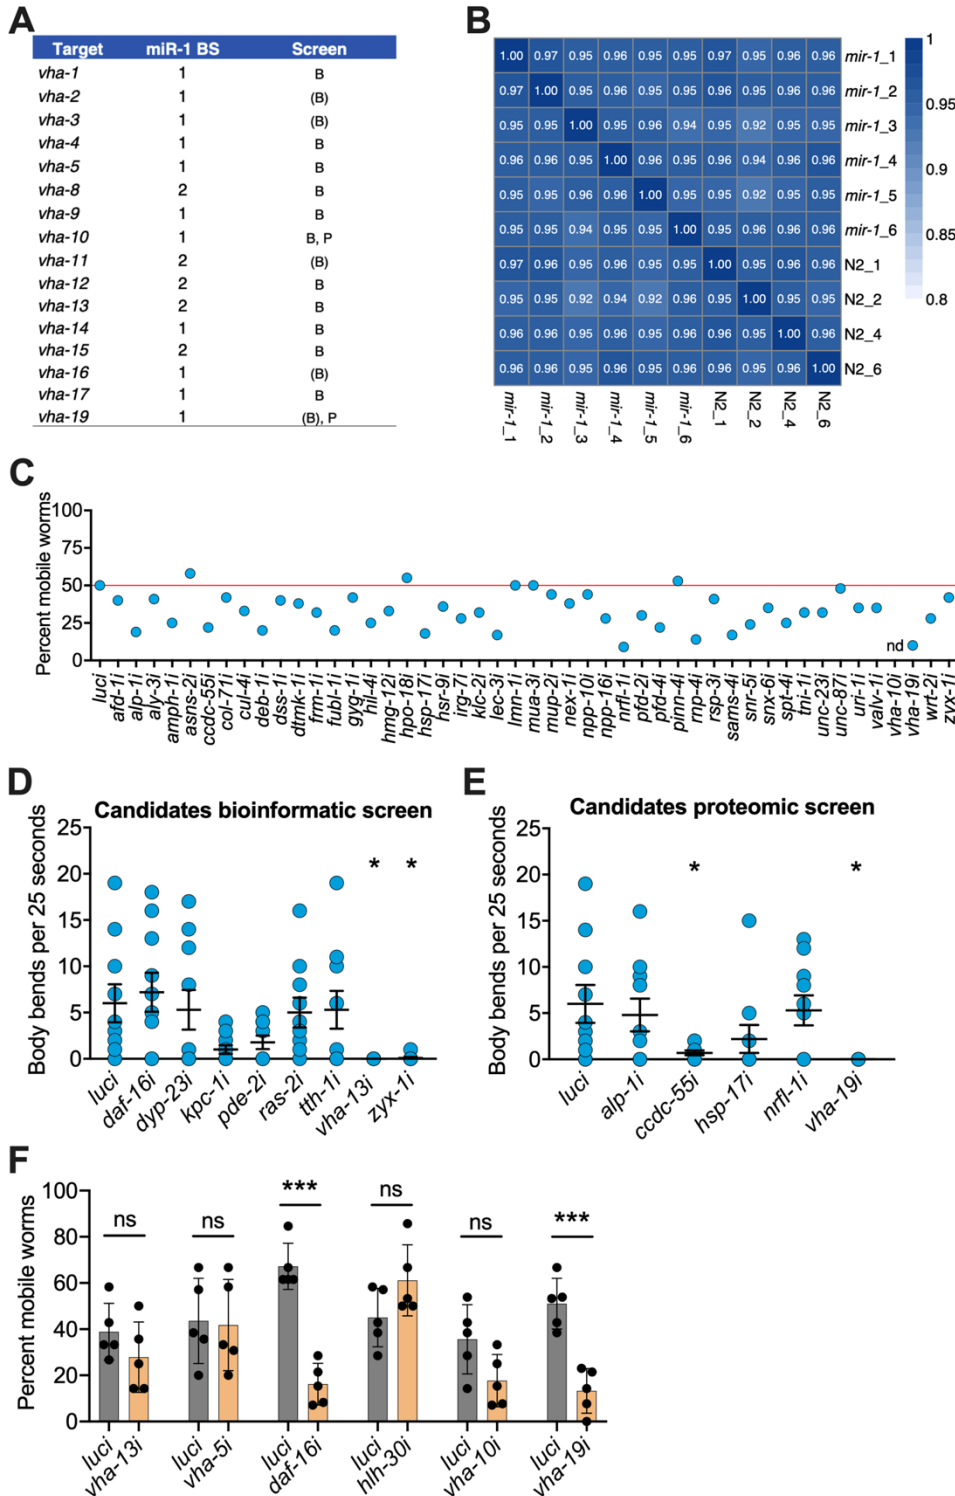 A
Target miR-1 BS Screen
vha-1 1 B
vha-2 1 (B)
vha-3 1 (B)
vha-4 1 B
vha-5 1 B
vha-8 2 B
vha-9 1 B
vha-10 1 B, P
vha-11 2 (B)
vha-12 2 B
vha-13 2 B
vha-14 1 B
vha-15 2 B
vha-16 1 (B)
vha-17 1 B
vha-19 1 (B), P
B
1.00 0.97 0.95 0.96 0.95 0.95 0.97 0.95 0.96 0.96 mir-1_1
0.97 1.00 0.95 0.96 0.95 0.95 0.96 0.95 0.96 0.96 mir-1_2
0.95 0.95 1.00 0.95 0.96 0.94 0.95 0.92 0.95 0.95 mir-1_3
0.96 0.96 0.95 1.00 0.96 0.95 0.96 0.94 0.96 0.96 mir-1_4
0.95 0.95 0.96 0.96 1.00 0.95 0.95 0.92 0.95 0.96 mir-1_5
0.95 0.95 0.94 0.95 0.95 1.00 0.95 0.96 0.96 0.96 mir-1_6
0.97 0.96 0.95 0.96 0.95 0.95 1.00 0.95 0.96 0.96 N2_1
0.95 0.95 0.92 0.94 0.92 0.96 0.95 1.00 0.95 0.95 N2_2
0.96 0.96 0.95 0.96 0.95 0.96 0.96 0.95 1.00 0.96 N2_4
0.96 0.96 0.95 0.96 0.96 0.96 0.96 0.95 0.96 1.00 N2_6
mir-1_1 mir-1_2 mir-1_3 mir-1_4 mir-1_5 mir-1_6 N2_1 N2_2 N2_4 N2_6
1
0.95
0.9
0.85
0.8
C
Percent mobile worms
100
75
50
25
0
nd
luci afd-1i alp-1i aly-3i amph-1i asns-2i ccdc-55i col-71i cul-4i deb-1i dss-1i dtmk-1i frm-1i fubl-1i gyg-1i hil-4i hmg-12i hpo-18i hsp-17i hsr-9i irg-7i klc-2i lec-3i lmn-1i mua-3i mup-2i nex-1i npp-10i npp-16i nrfl-1i pfd-2i pfd-4i pinn-4i rnp-4i rsp-3i sams-4i snr-5i snx-6i spt-4i tni-1i unc-23i unc-87i uri-1i valv-1i vha-10i vha-19i wrt-2i zyx-1i
D
Candidates bioinformatic screen
Body bends per 25 seconds
25
20
15
10
5
0
* *
luci daf-16i dyp-23i kpc-1i pde-2i ras-2i tth-1i vha-13i zyx-1i
E
Candidates proteomic screen
Body bends per 25 seconds
25
20
15
10
5
0
* *
luci alp-1i ccdc-55i hsp-17i nrfl-1i vha-19i
F
Percent mobile worms
100
80
60
40
20
0
ns ns *** ns ns ***
luci vha-13i luci vha-5i luci daf-16i luci hlh-30i luci vha-10i luci vha-19i